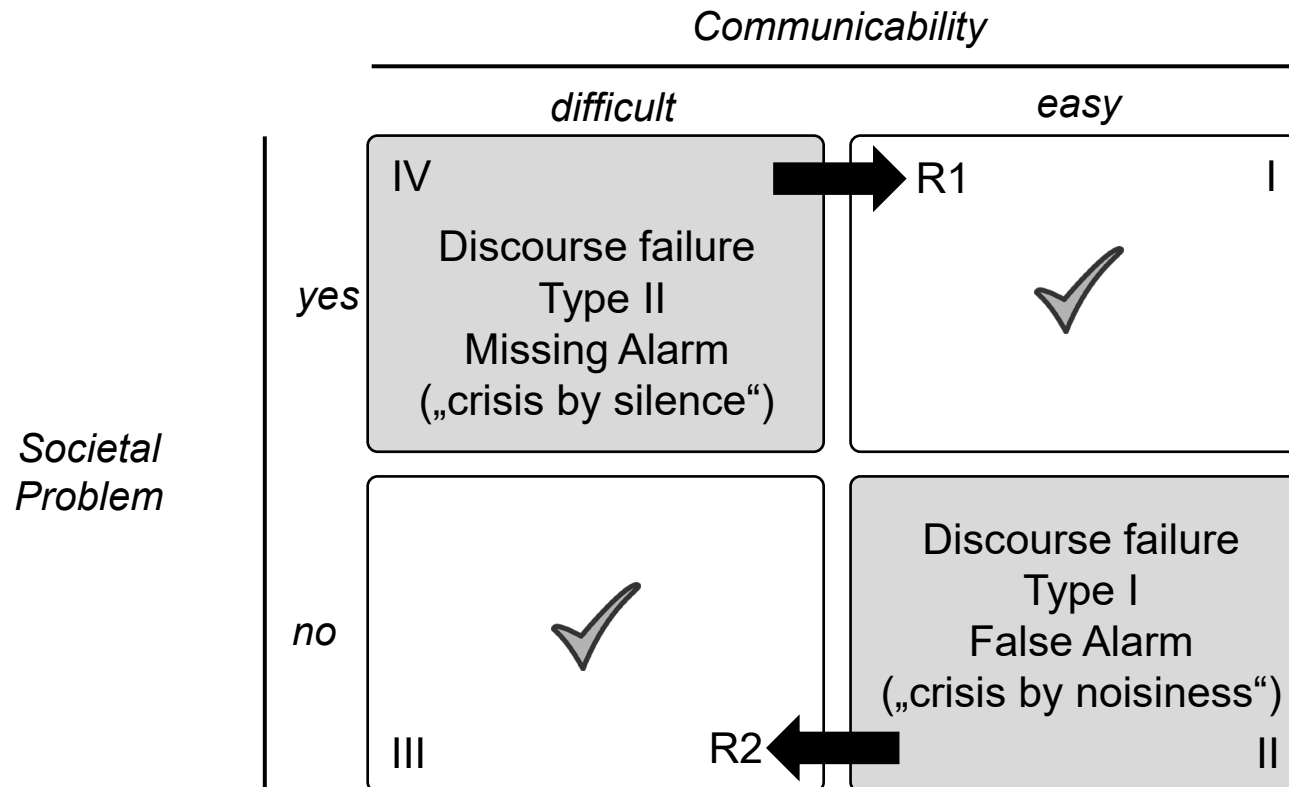 Communicability
difficult
easy
Societal
Problem
yes
IV
Discourse failure
Type II
Missing Alarm
(„crisis by silence“)
R1
I
no
III
R2
Discourse failure
Type I
False Alarm
(„crisis by noisiness“)
II